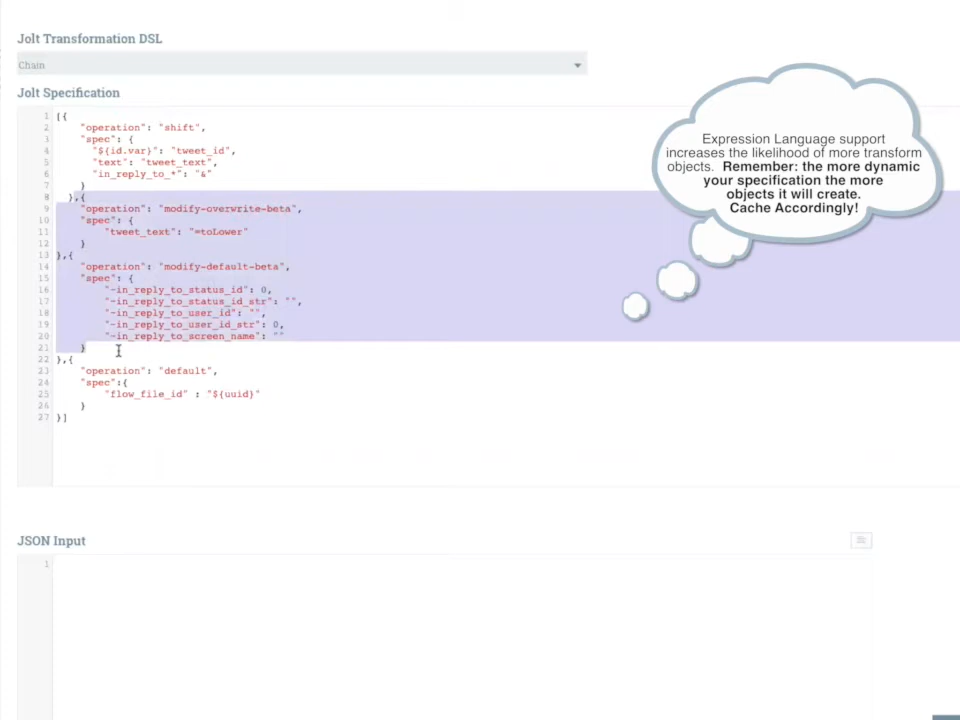 Jolt Transformation DSL
Chain
Jolt Specification
1 [{
2 "operation": "shift",
3 "spec": {
4 "${id.var}": "tweet_id",
5 "text": "tweet_text",
6 "in_reply_to_*": "&"
7 }
8 },{
9 "operation": "modify-overwrite-beta",
10 "spec": {
11 "tweet_text": "=toLower"
12 }
13 },{
14 "operation": "modify-default-beta",
15 "spec": {
16 "~in_reply_to_status_id": 0,
17 "~in_reply_to_status_id_str": "",
18 "~in_reply_to_user_id": "",
19 "~in_reply_to_user_id_str": 0,
20 "~in_reply_to_screen_name": ""
21 }
22 },{
23 "operation": "default",
24 "spec":{
25 "flow_file_id" : "${uuid}"
26 }
27 }]
Expression Language support
increases the likelihood of more transform
objects. Remember: the more dynamic
your specification the more
objects it will create.
Cache Accordingly!
JSON Input
1